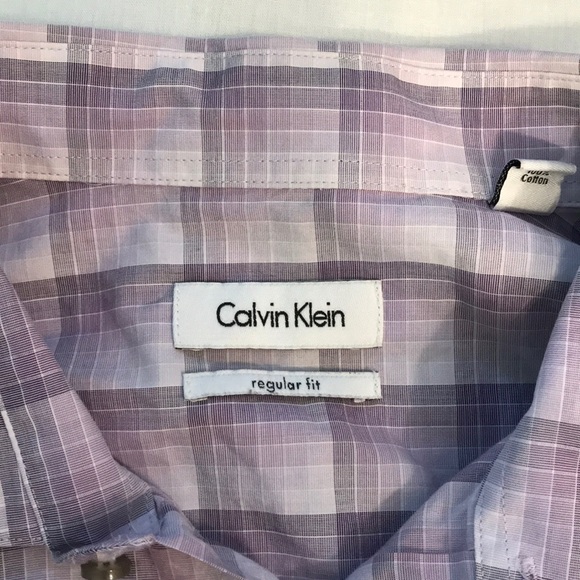 100%
Cotton
Calvin Klein
regular fit